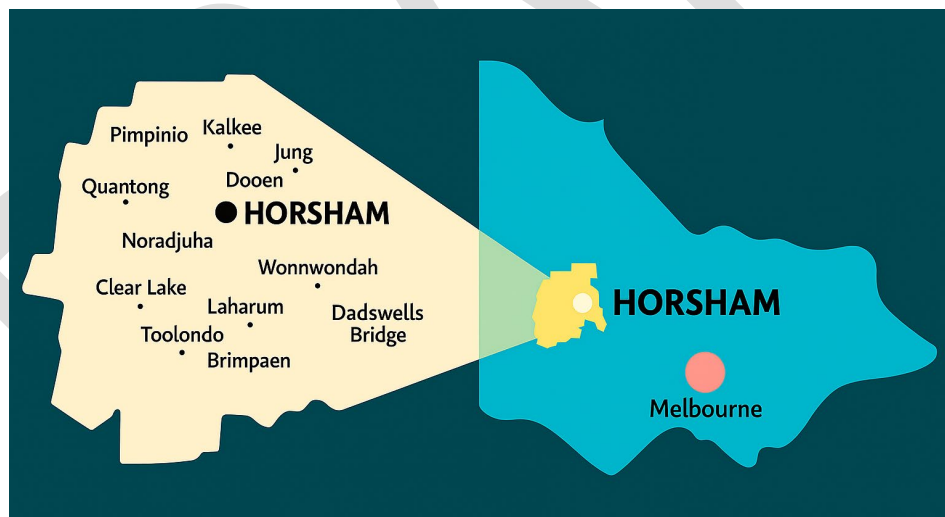 Pimpinio
Kalkee
Jung
Quantong
Dooen
HORSHAM
Noradjuha
Wonnwondah
Clear Lake
Laharum
Dadswells
Bridge
Toolondo
Brimpaen
HORSHAM
Melbourne